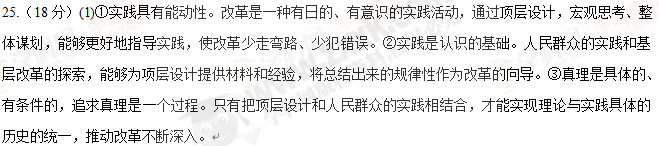 25.（18分）(1)①实践具有能动性。改革是一种有日的、有意识的实践活动，通过顶层设计，宏观思考、整
体谋划，能够更好地指导实践，使改革少走弯路、少犯错误。②实践是认识的基础。人民群众的实践和基
层改革的探索，能够为顶层设计提供材料和经验，将总结出来的规律性作为改革的向导。③真理是具体的、
有条件的，追求真理是一个过程。只有把顶层设计和人民群众的实践相结合，才能实现理论与实践具体的
历史的统一，推动改革不断深入。